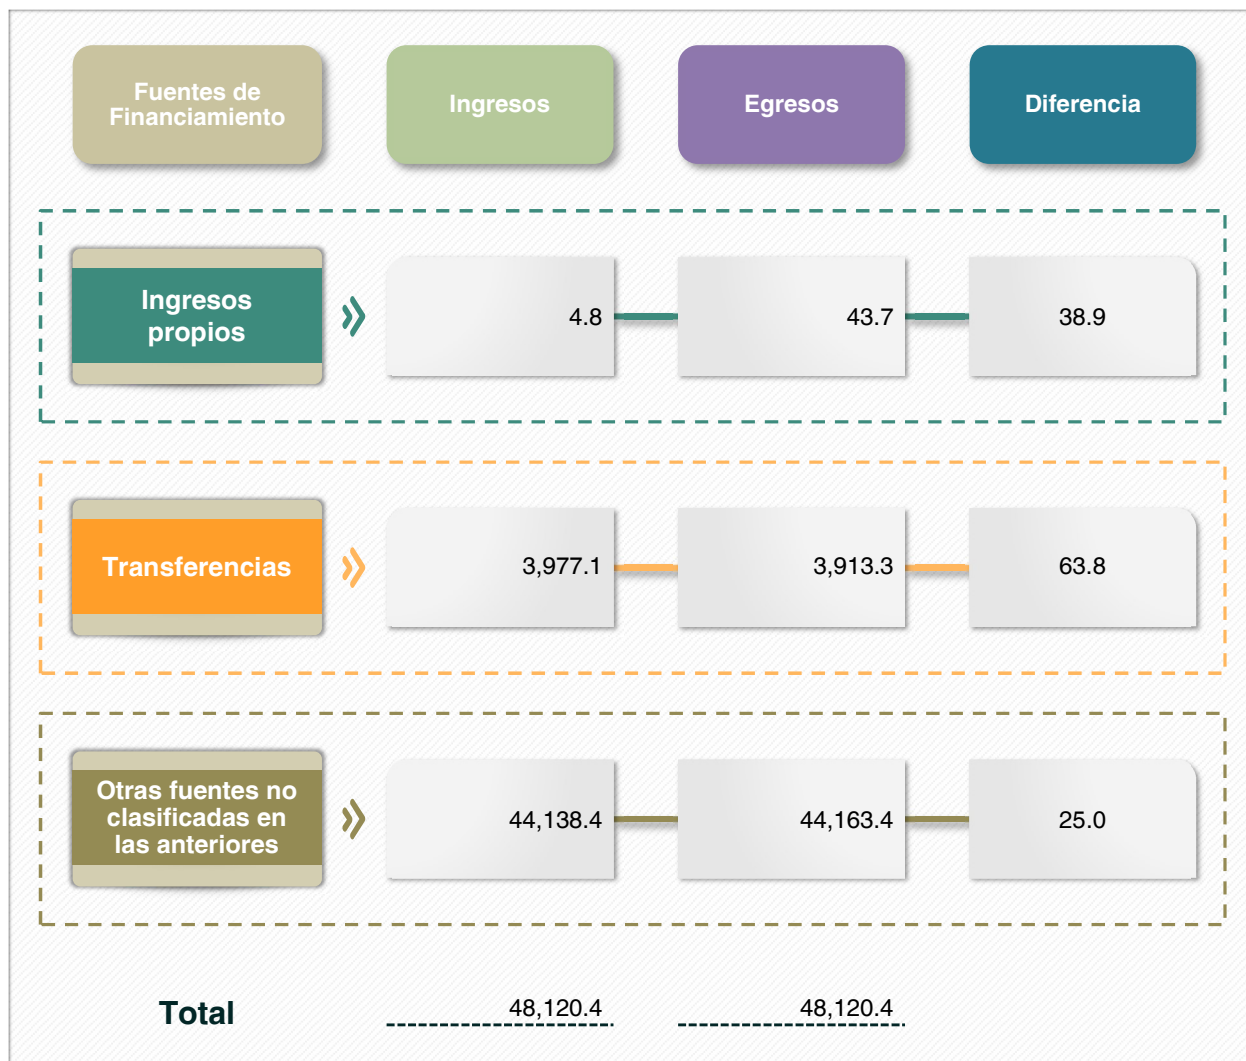 Fuentes de
Financiamiento
Ingresos
Egresos
Diferencia
Ingresos
propios
4.8
43.7
38.9
Transferencias
3,977.1
3,913.3
63.8
Otras fuentes no
clasificadas en
las anteriores
44,138.4
44,163.4
25.0
Total
48,120.4
48,120.4